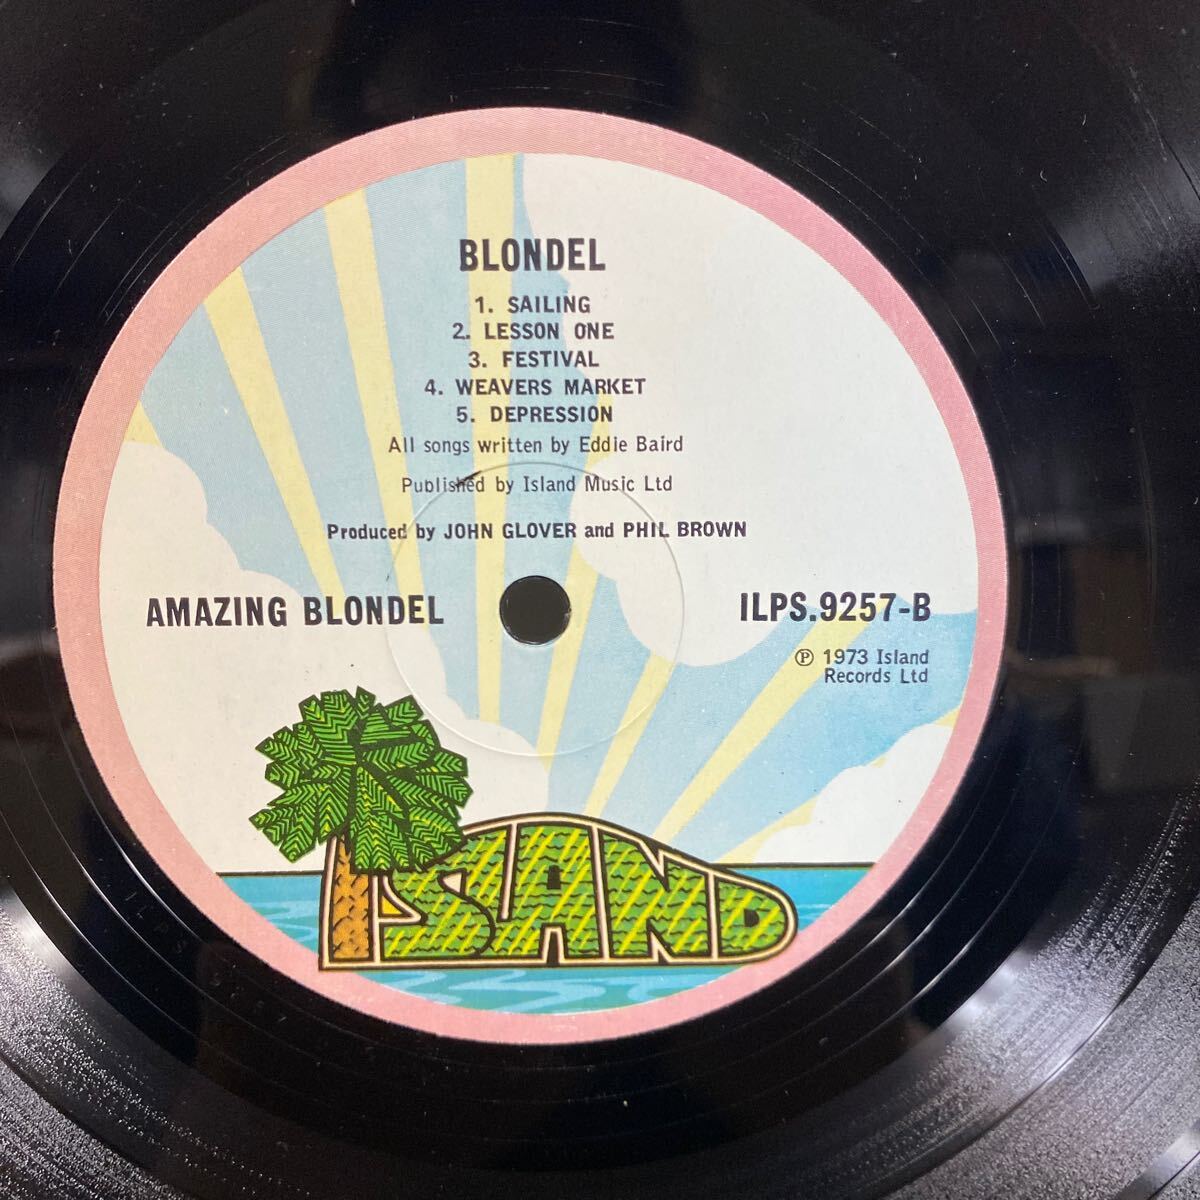 BLONDEL
1. SAILING
2. LESSON ONE
3. FESTIVAL
4. WEAVERS MARKET
5. DEPRESSION
All songs written by Eddie Baird
Published by Island Music Ltd
Produced by JOHN GLOVER and PHIL BROWN
AMAZING BLONDEL
ILPS.9257-B
℗ 1973 Island
Records Ltd
ISLAND